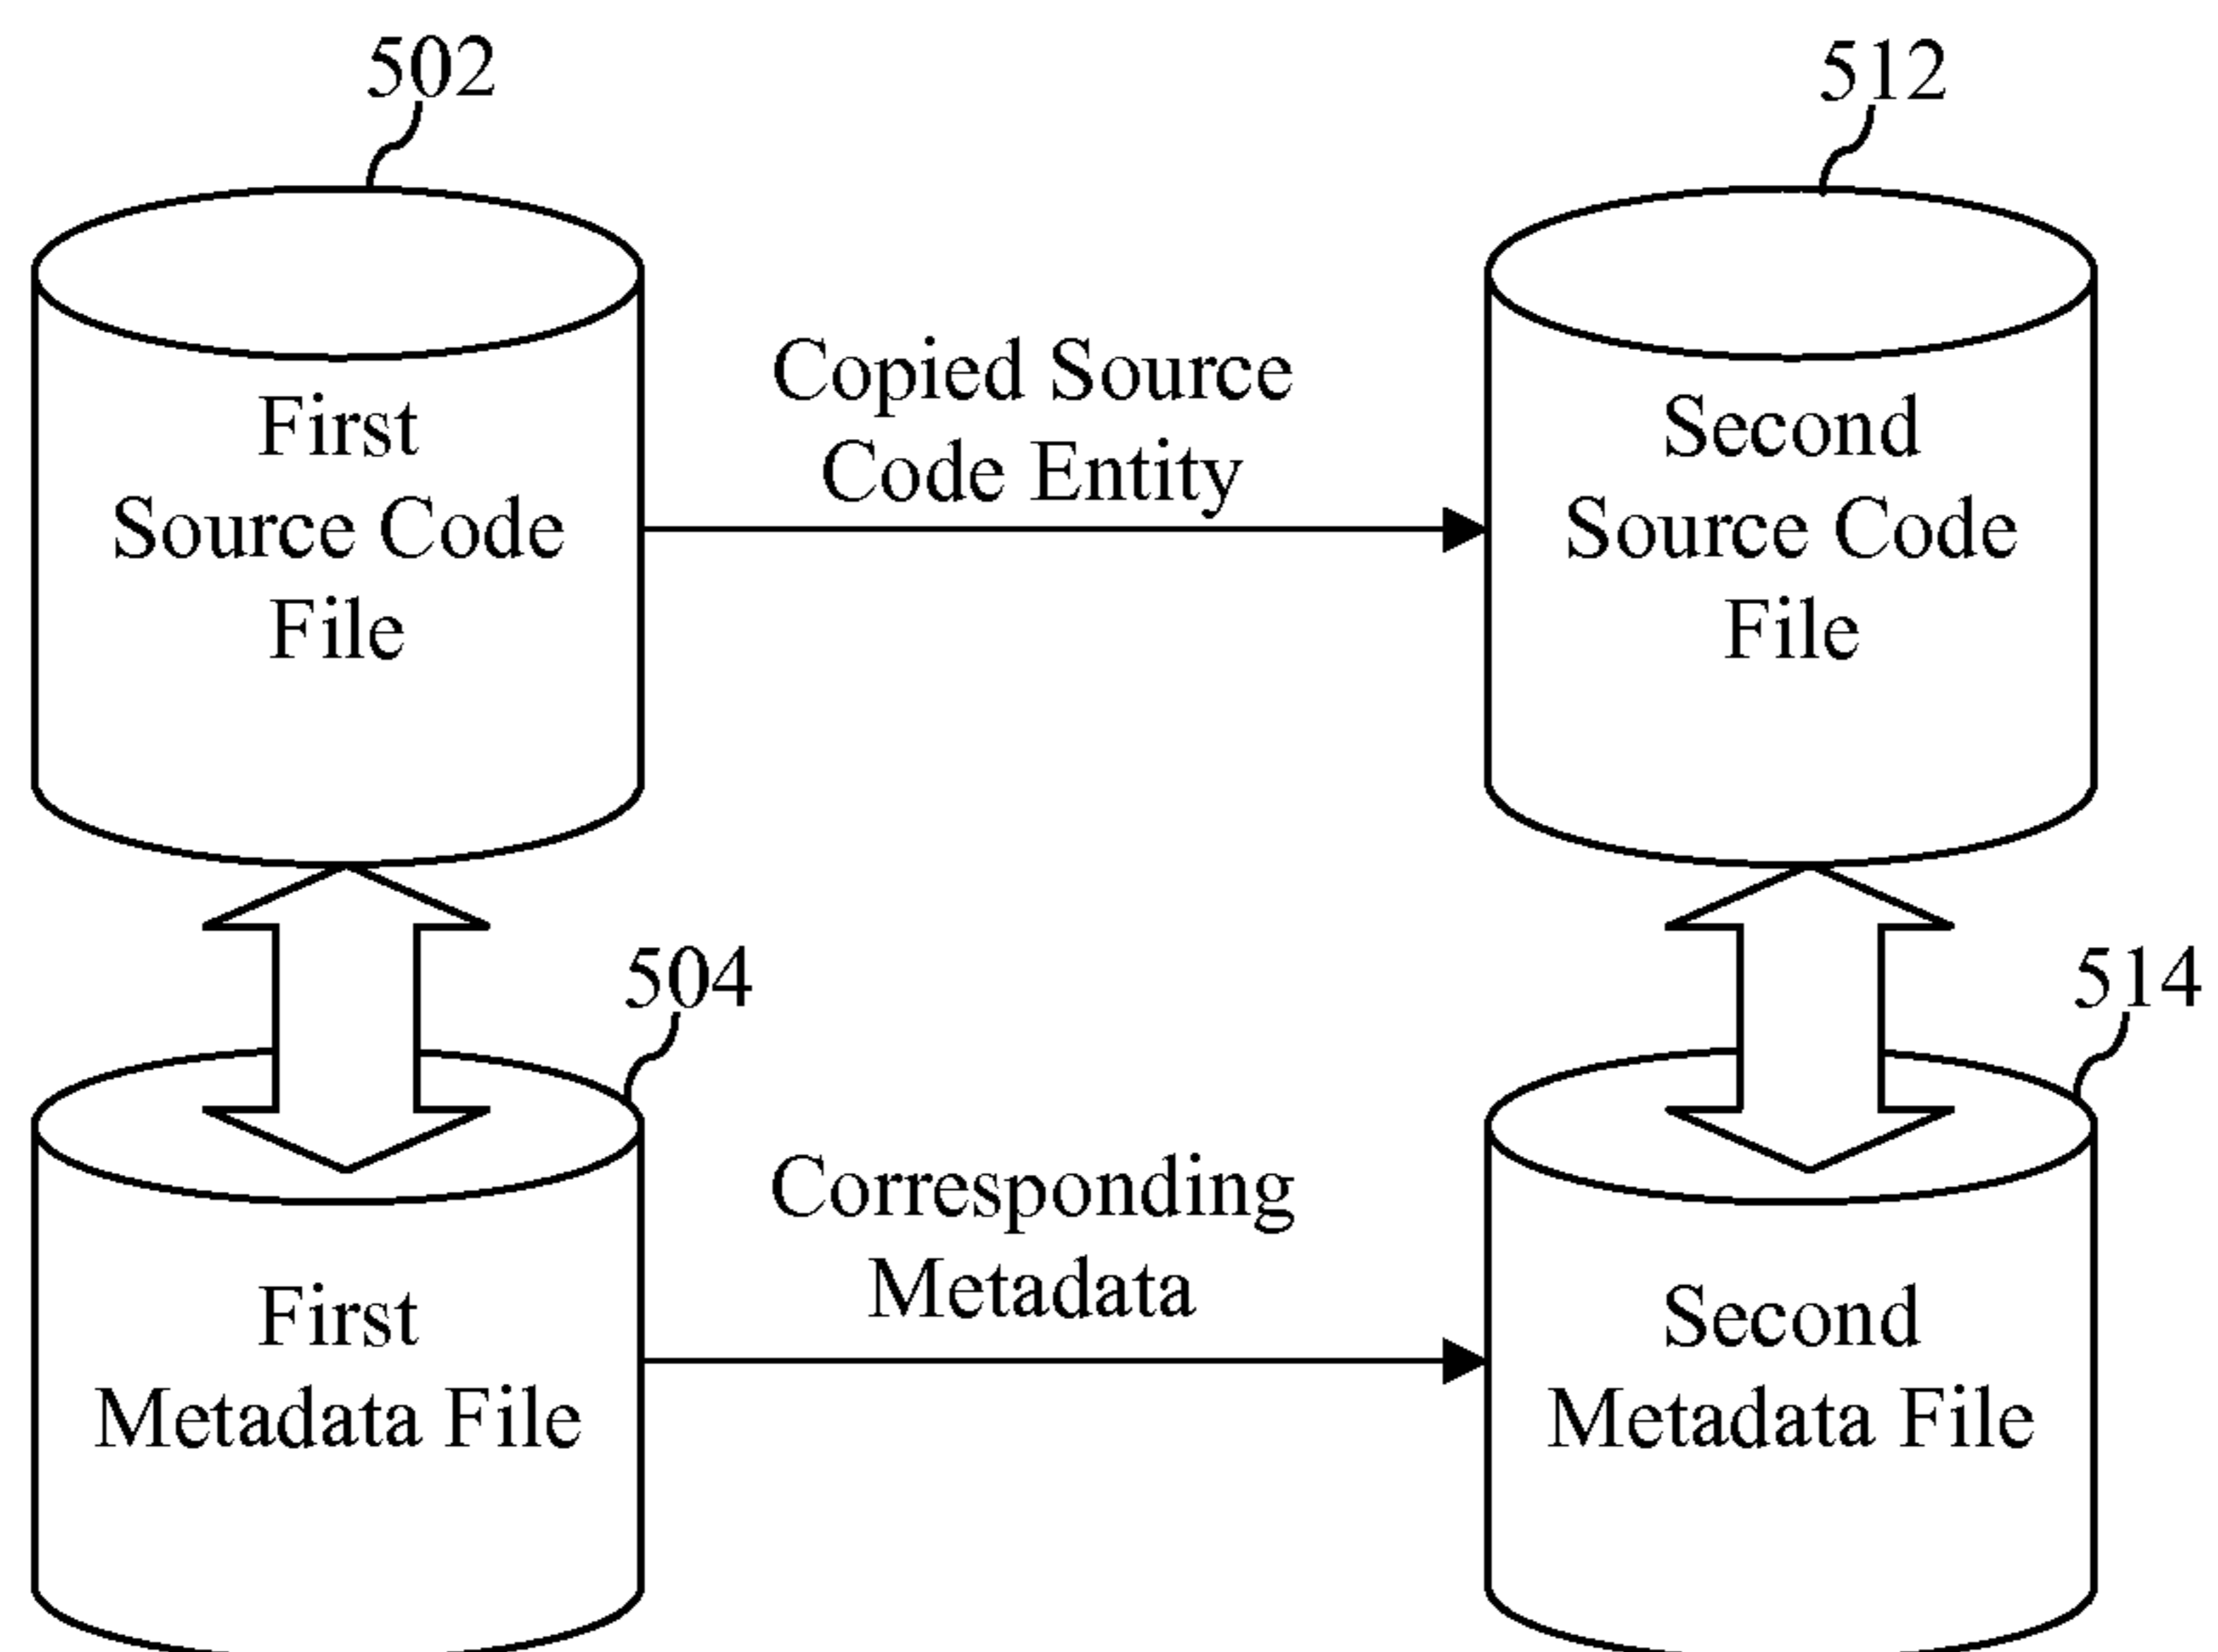 502
512
First
Source Code
File
Copied Source
Code Entity
Second
Source Code
File
504
514
First
Metadata File
Corresponding
Metadata
Second
Metadata File